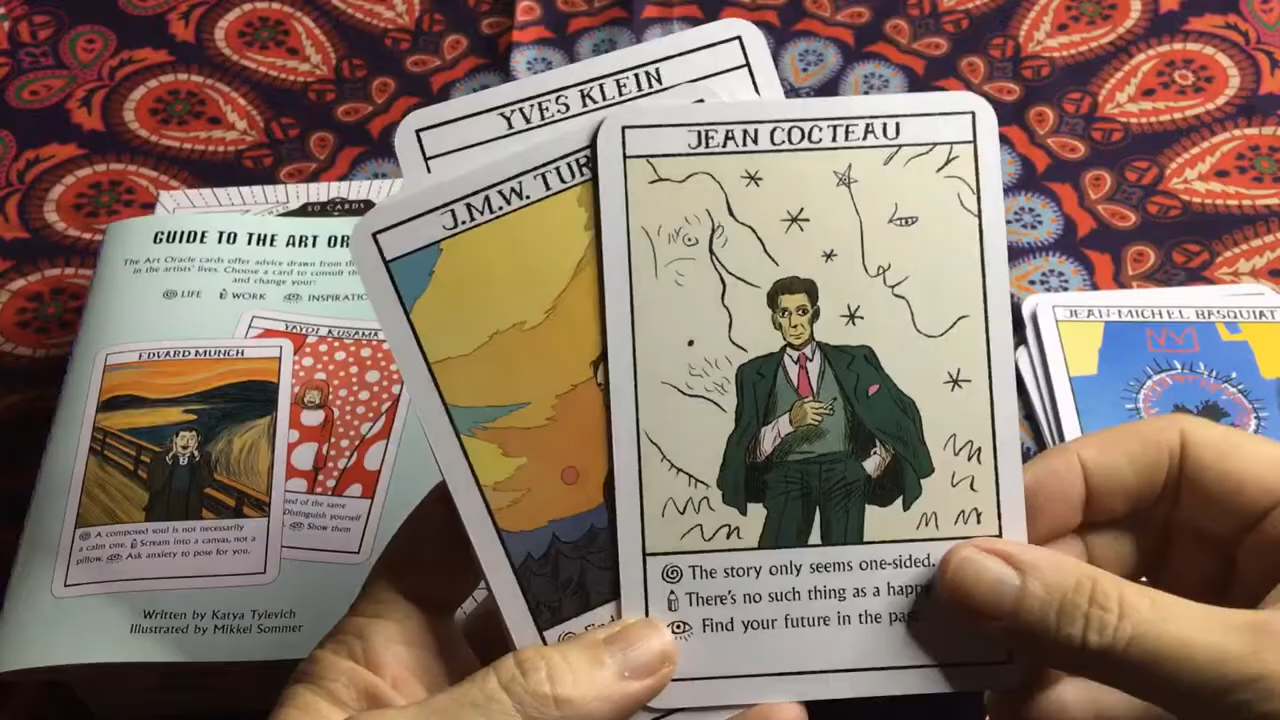 YVES KLEIN
JEAN COCTEAU
J.M.W. TUR
50 CARDS
GUIDE TO THE ART OR
The Art Oracle cards offer advice drawn from th
in the artists' lives. Choose a card to consult th
and change your:
LIFE WORK INSPIRATIO
YAYOI KUSAMA
EDVARD MUNCH
JEAN-MICHEL BASQUIAT
sed of the same
Distinguish yourself
Show them
A composed soul is not necessarily
a calm one. Scream into a canvas, not a
pillow. Ask anxiety to pose for you.
Written by Katya Tylevich
Illustrated by Mikkel Sommer
The story only seems one-sided.
There's no such thing as a happ
Find your future in the pas
Find